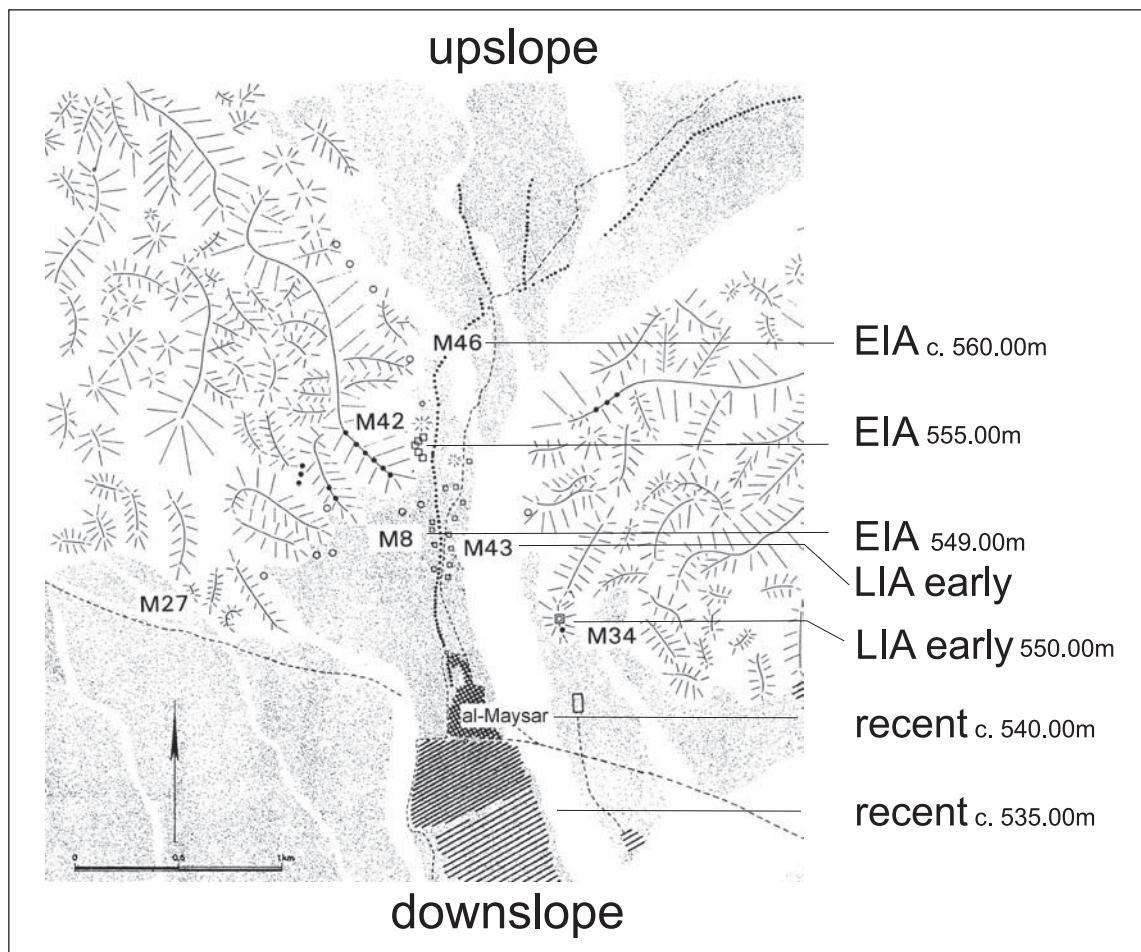 upslope
M46
EIA c. 560.00m
M42
EIA 555.00m
M8
M43
EIA 549.00m
LIA early
M27
M34
LIA early 550.00m
al-Maysar
recent c. 540.00m
recent c. 535.00m
0 0,5 1km
downslope